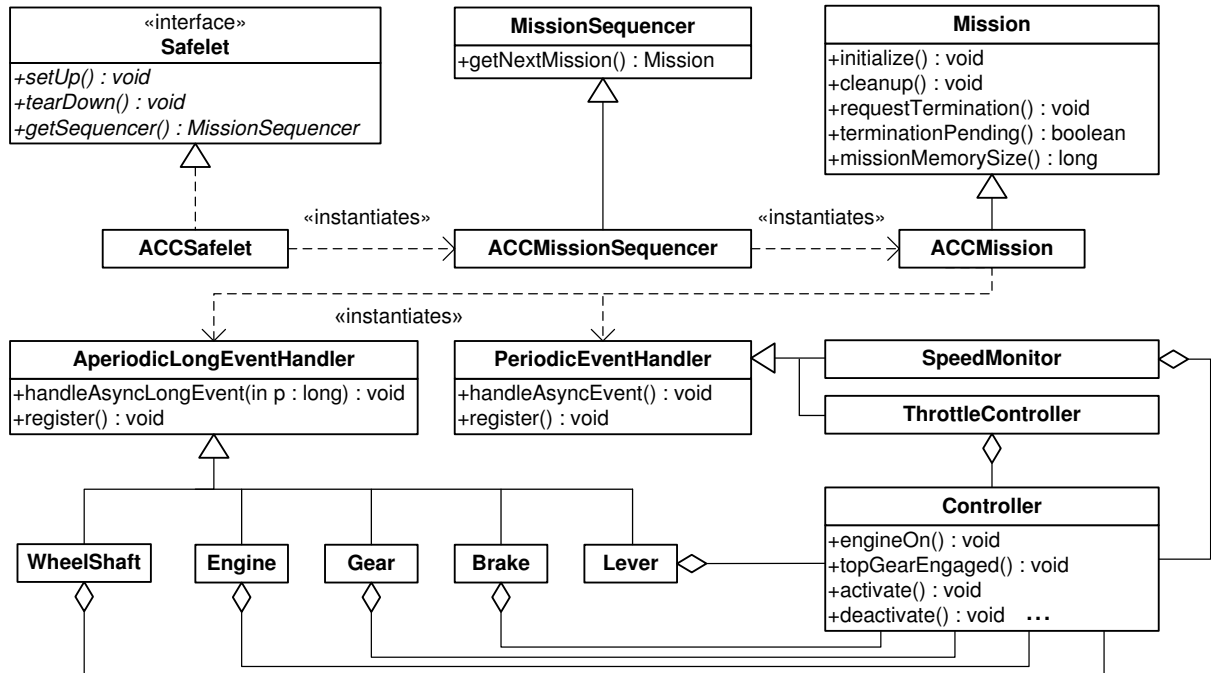 «interface»
Safelet
+setUp() : void
+tearDown() : void
+getSequencer() : MissionSequencer
MissionSequencer
+getNextMission() : Mission
Mission
+initialize() : void
+cleanup() : void
+requestTermination() : void
+terminationPending() : boolean
+missionMemorySize() : long
«instantiates»
«instantiates»
ACCSafelet
ACCMissionSequencer
ACCMission
«instantiates»
AperiodicLongEventHandler
+handleAsyncLongEvent(in p : long) : void
+register() : void
PeriodicEventHandler
+handleAsyncEvent() : void
+register() : void
SpeedMonitor
ThrottleController
Controller
+engineOn() : void
+topGearEngaged() : void
+activate() : void
+deactivate() : void ...
WheelShaft
Engine
Gear
Brake
Lever